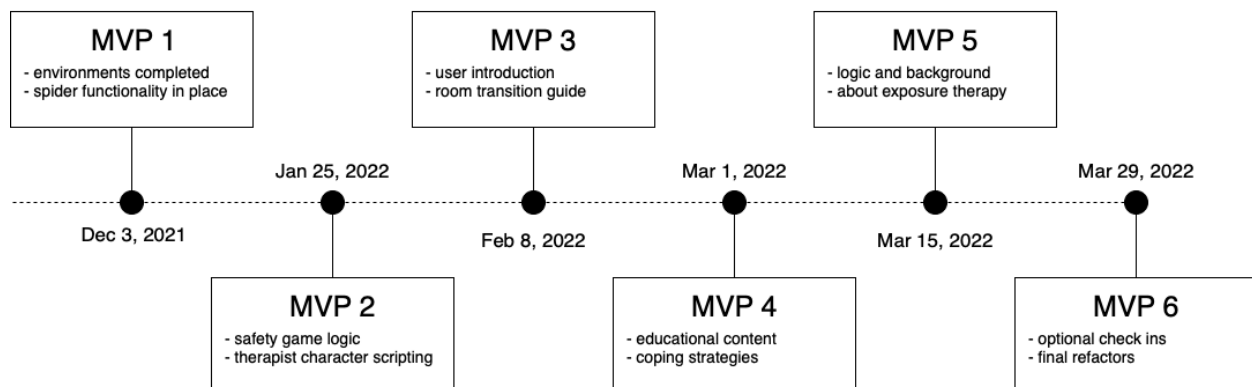 MVP 1
- environments completed
- spider functionality in place
MVP 3
- user introduction
- room transition guide
MVP 5
- logic and background
- about exposure therapy
Jan 25, 2022
Mar 1, 2022
Mar 29, 2022
Dec 3, 2021
Feb 8, 2022
Mar 15, 2022
MVP 2
- safety game logic
- therapist character scripting
MVP 4
- educational content
- coping strategies
MVP 6
- optional check ins
- final refactors